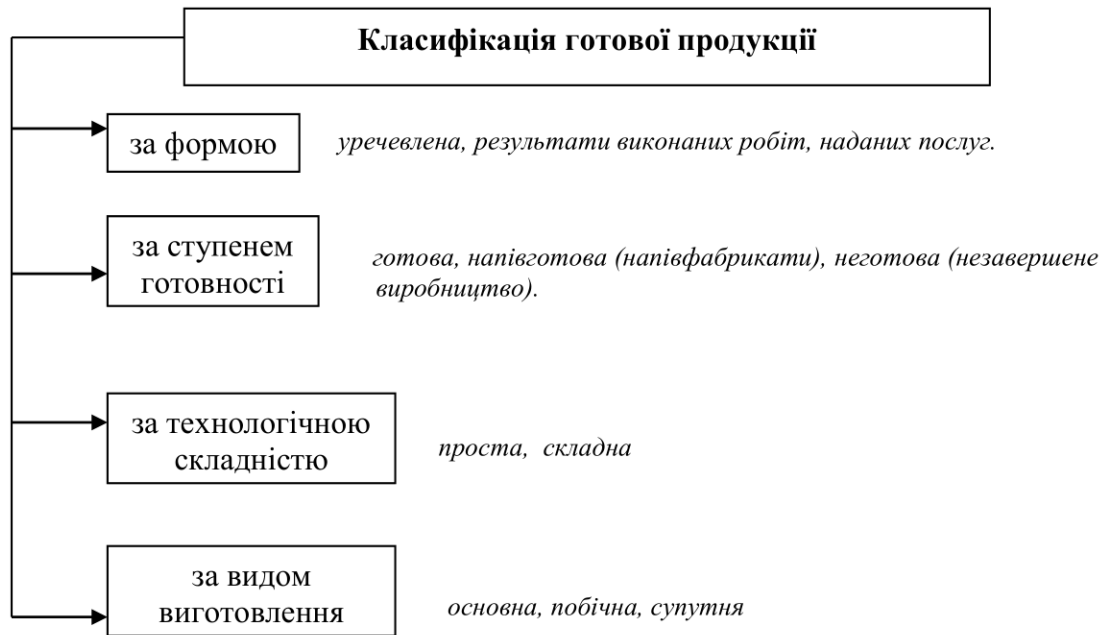 Класифікація готової продукції
за формою
уречевлена, результати виконаних робіт, наданих послуг.
за ступенем
готовності
готова, напівготова (напівфабрикати), неготова (незавершене
виробництво).
за технологічною
складністю
проста, складна
за видом
виготовлення
основна, побічна, супутня